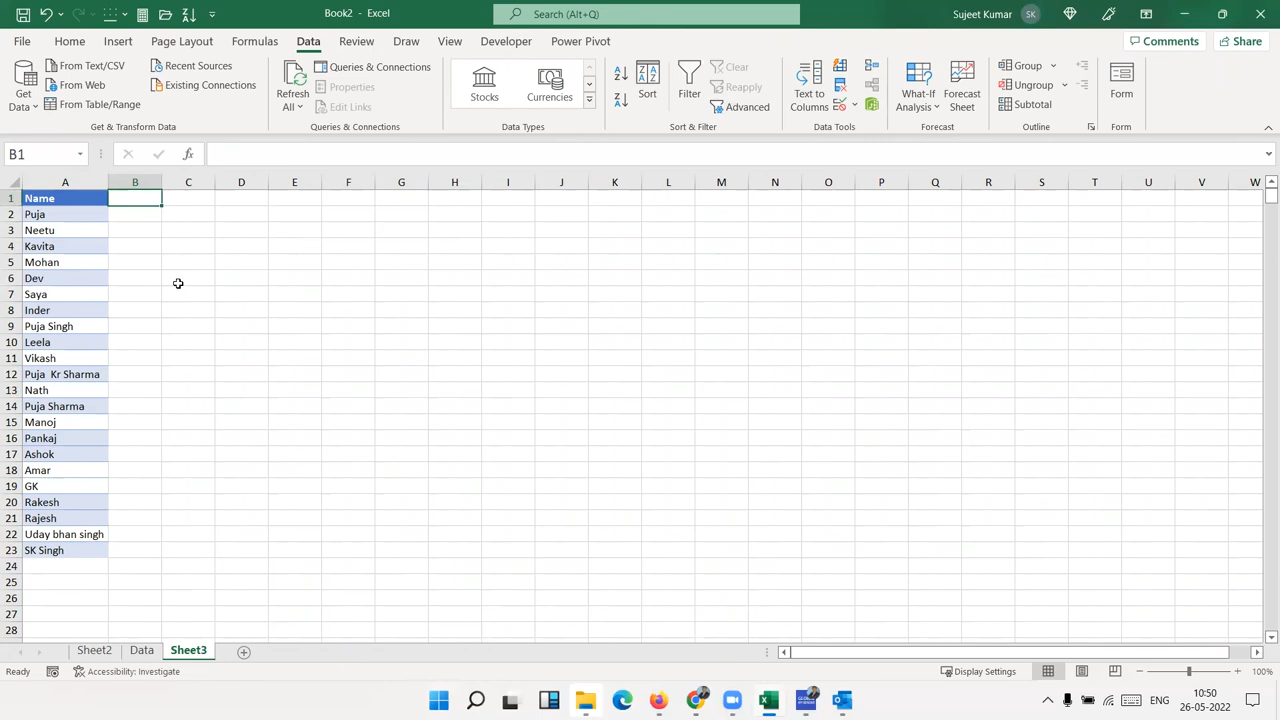 Book2 - Excel
Search (Alt+Q)
Sujeet Kumar
SK
File
Home
Insert
Page Layout
Formulas
Data
Review
View
Developer
Power Pivot
Comments
Share
Get Data
From Text/CSV
From Web
From Table/Range
Recent Sources
Existing Connections
Get & Transform Data
Refresh All
Queries & Connections
Properties
Edit Links
Queries & Connections
Stocks
Currencies
Data Types
Sort
Filter
Clear
Reapply
Advanced
Sort & Filter
Text to Columns
Data Tools
What-If Analysis
Forecast Sheet
Forecast
Group
Ungroup
Subtotal
Outline
Form
Form
B1
fx
A B C D E F G H I J K L M N O P Q R S T U V W
1 Name
2 Puja
3 Neetu
4 Kavita
5 Mohan
6 Dev
7 Saya
8 Inder
9 Puja Singh
10 Leela
11 Vikash
12 Puja  Kr Sharma
13 Nath
14 Puja Sharma
15 Manoj
16 Pankaj
17 Ashok
18 Amar
19 GK
20 Rakesh
21 Rajesh
22 Uday bhan singh
23 SK Singh
24
25
26
27
28
Sheet2
Data
Sheet3
Ready
Accessibility: Investigate
Display Settings
100%
ENG
10:50
26-05-2022